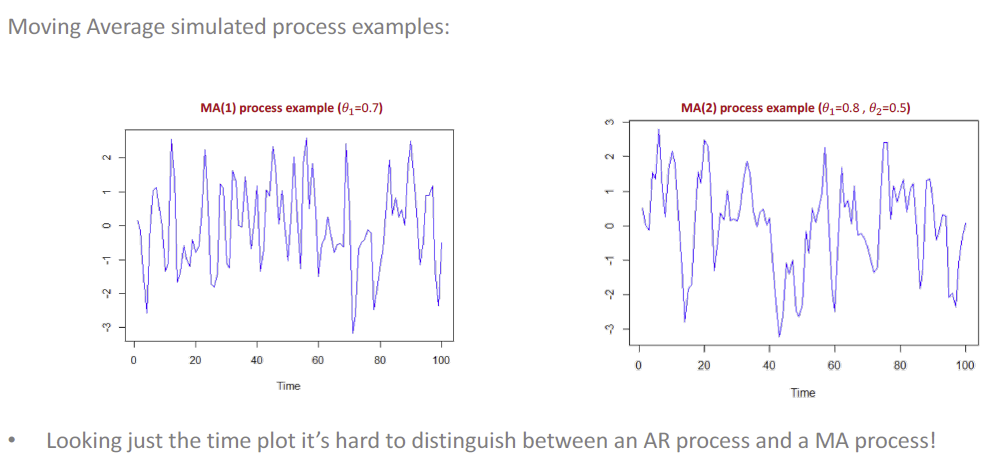 Moving Average simulated process examples:
MA(1) process example (θ₁=0.7)
2
1
0
-1
-2
-3
0 20 40 60 80 100
Time
MA(2) process example (θ₁=0.8 , θ₂=0.5)
3
2
1
0
-1
-2
-3
0 20 40 60 80 100
Time
• Looking just the time plot it’s hard to distinguish between an AR process and a MA process!